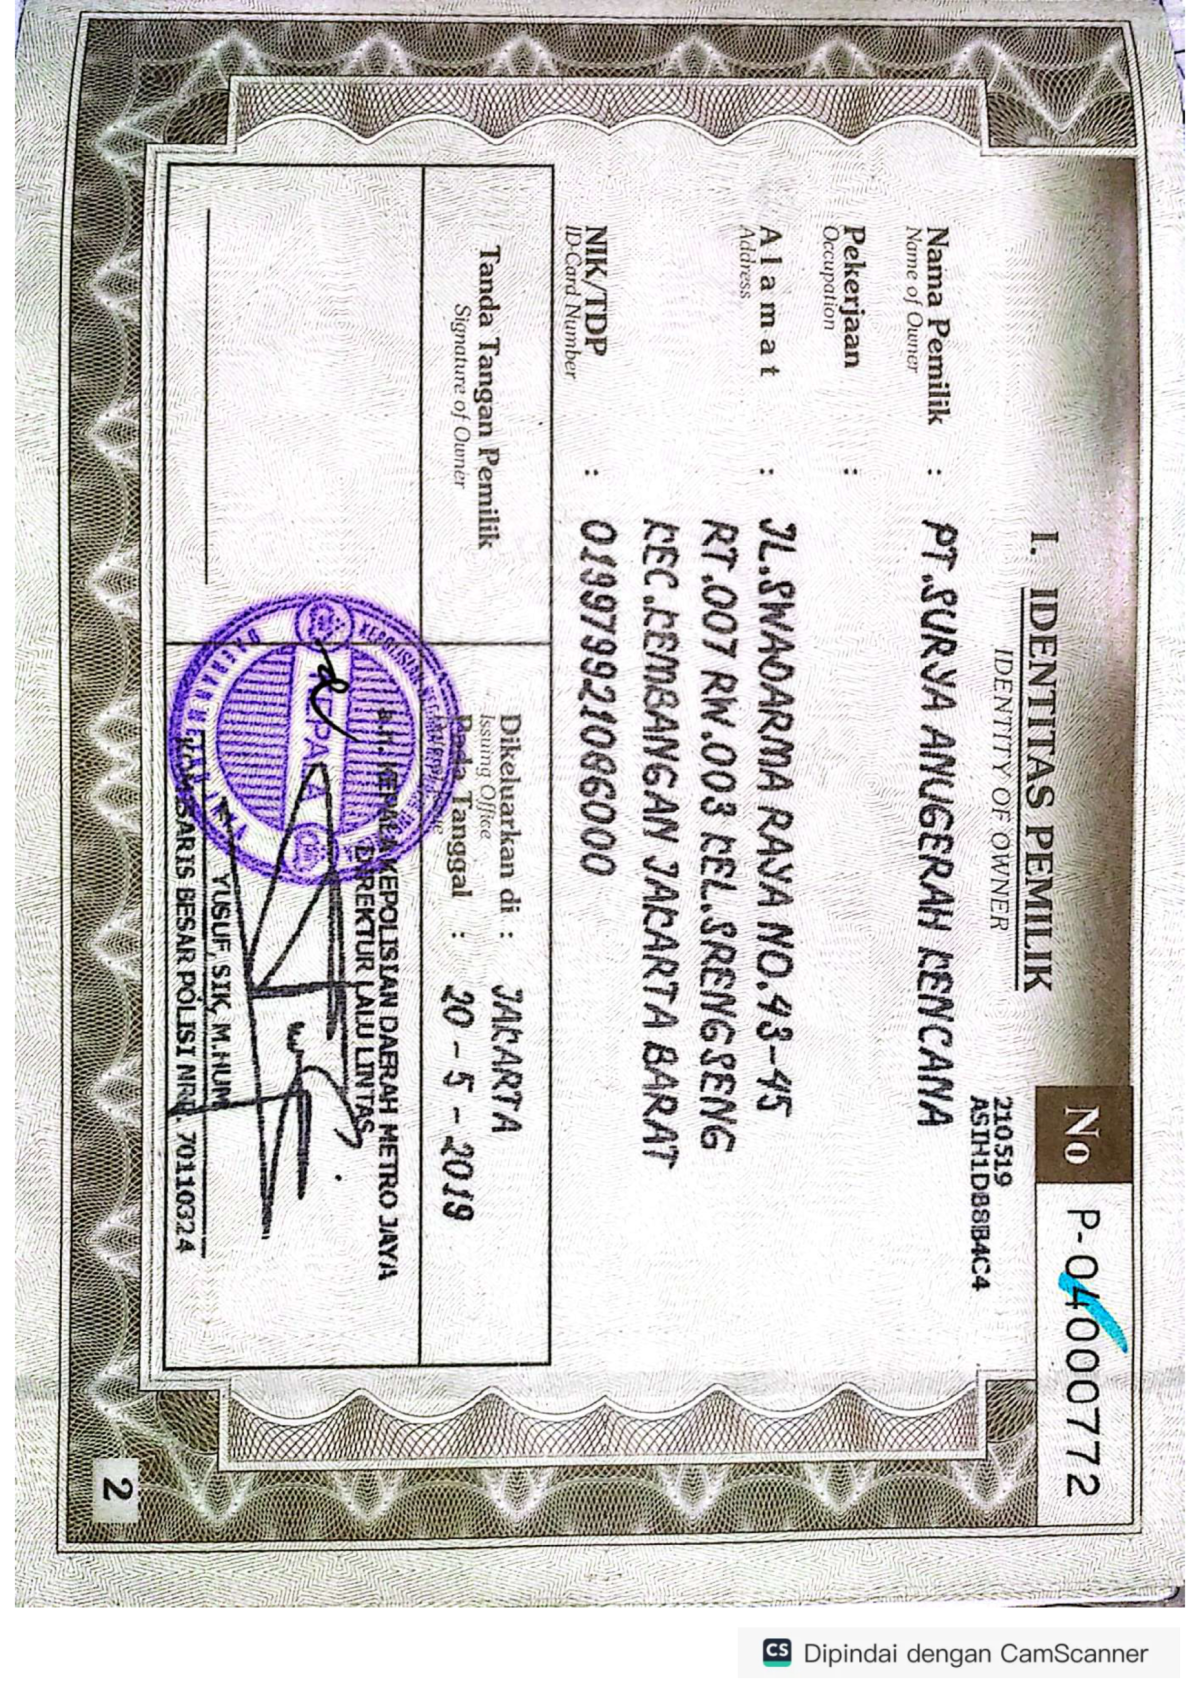 No P-04000772
210519
ASIH1D88B4C4
I. IDENTITAS PEMILIK
IDENTITY OF OWNER
Nama Pemilik : PT.SURYA ANUGERAH KENCANA
Name of Owner
Pekerjaan :
Occupation
Alamat : JL.SWADARMA RAYA NO.43-45
Address
RT.007 RW.003 KEL.SRENGSENG
KEC.KEMBANGAN JAKARTA BARAT
NIK/TDP : 019979921086000
ID-Card Number
Tanda Tangan Pemilik
Signature of Owner
Dikeluarkan di : JAKARTA
Issuing Office
Pada Tanggal : 20-5-2019
a.n. KEPALA KEPOLISIAN DAERAH METRO JAYA
DIREKTUR LALU LINTAS
KEPALA
YUSUF, SIK, M.HUM
KOMISARIS BESAR POLISI NRP. 70110324
2
CS Dipindai dengan CamScanner